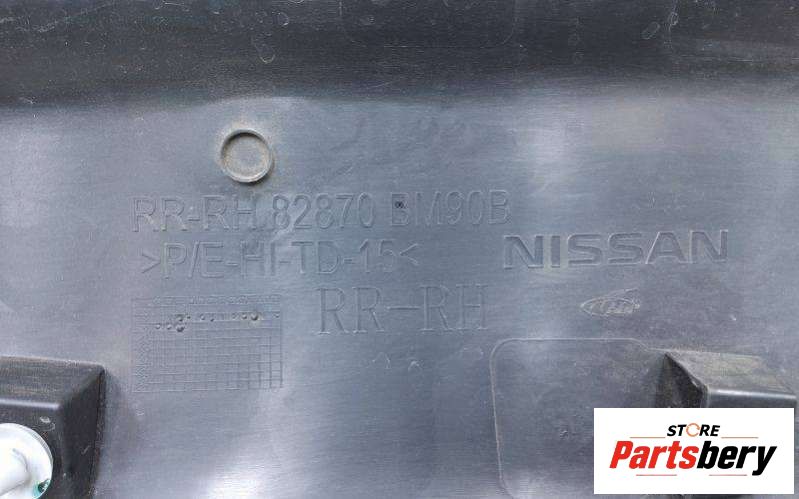 RR-RH 82870 BM90B
>P/E-HI-TD-15<
NISSAN
RR-RH
STORE
Partsbery